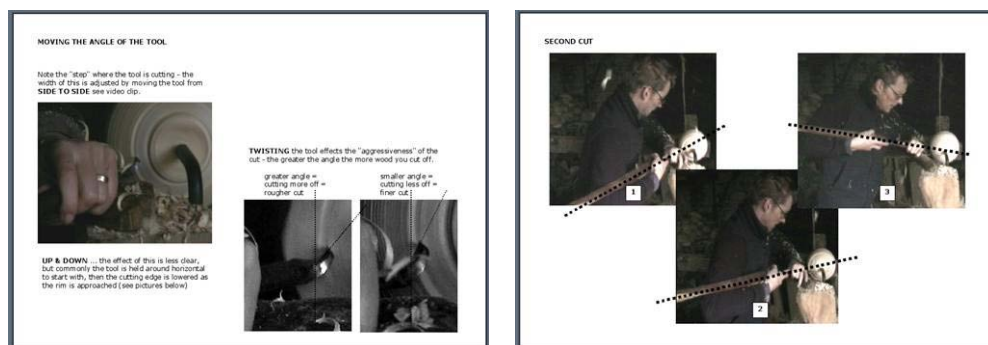 MOVING THE ANGLE OF THE TOOL
Note the "step" where the tool is cutting - the
width of this is adjusted by moving the tool from
SIDE TO SIDE see video clip.
TWISTING the tool effects the "aggressiveness" of the
cut - the greater the angle the more wood you cut off.
greater angle =
cutting more off =
rougher cut
smaller angle =
cutting less off =
finer cut
UP & DOWN ... the effect of this is less clear,
but commonly the tool is held around horizontal
to start with, then the cutting edge is lowered as
the rim is approached (see pictures below)
SECOND CUT
1
2
3